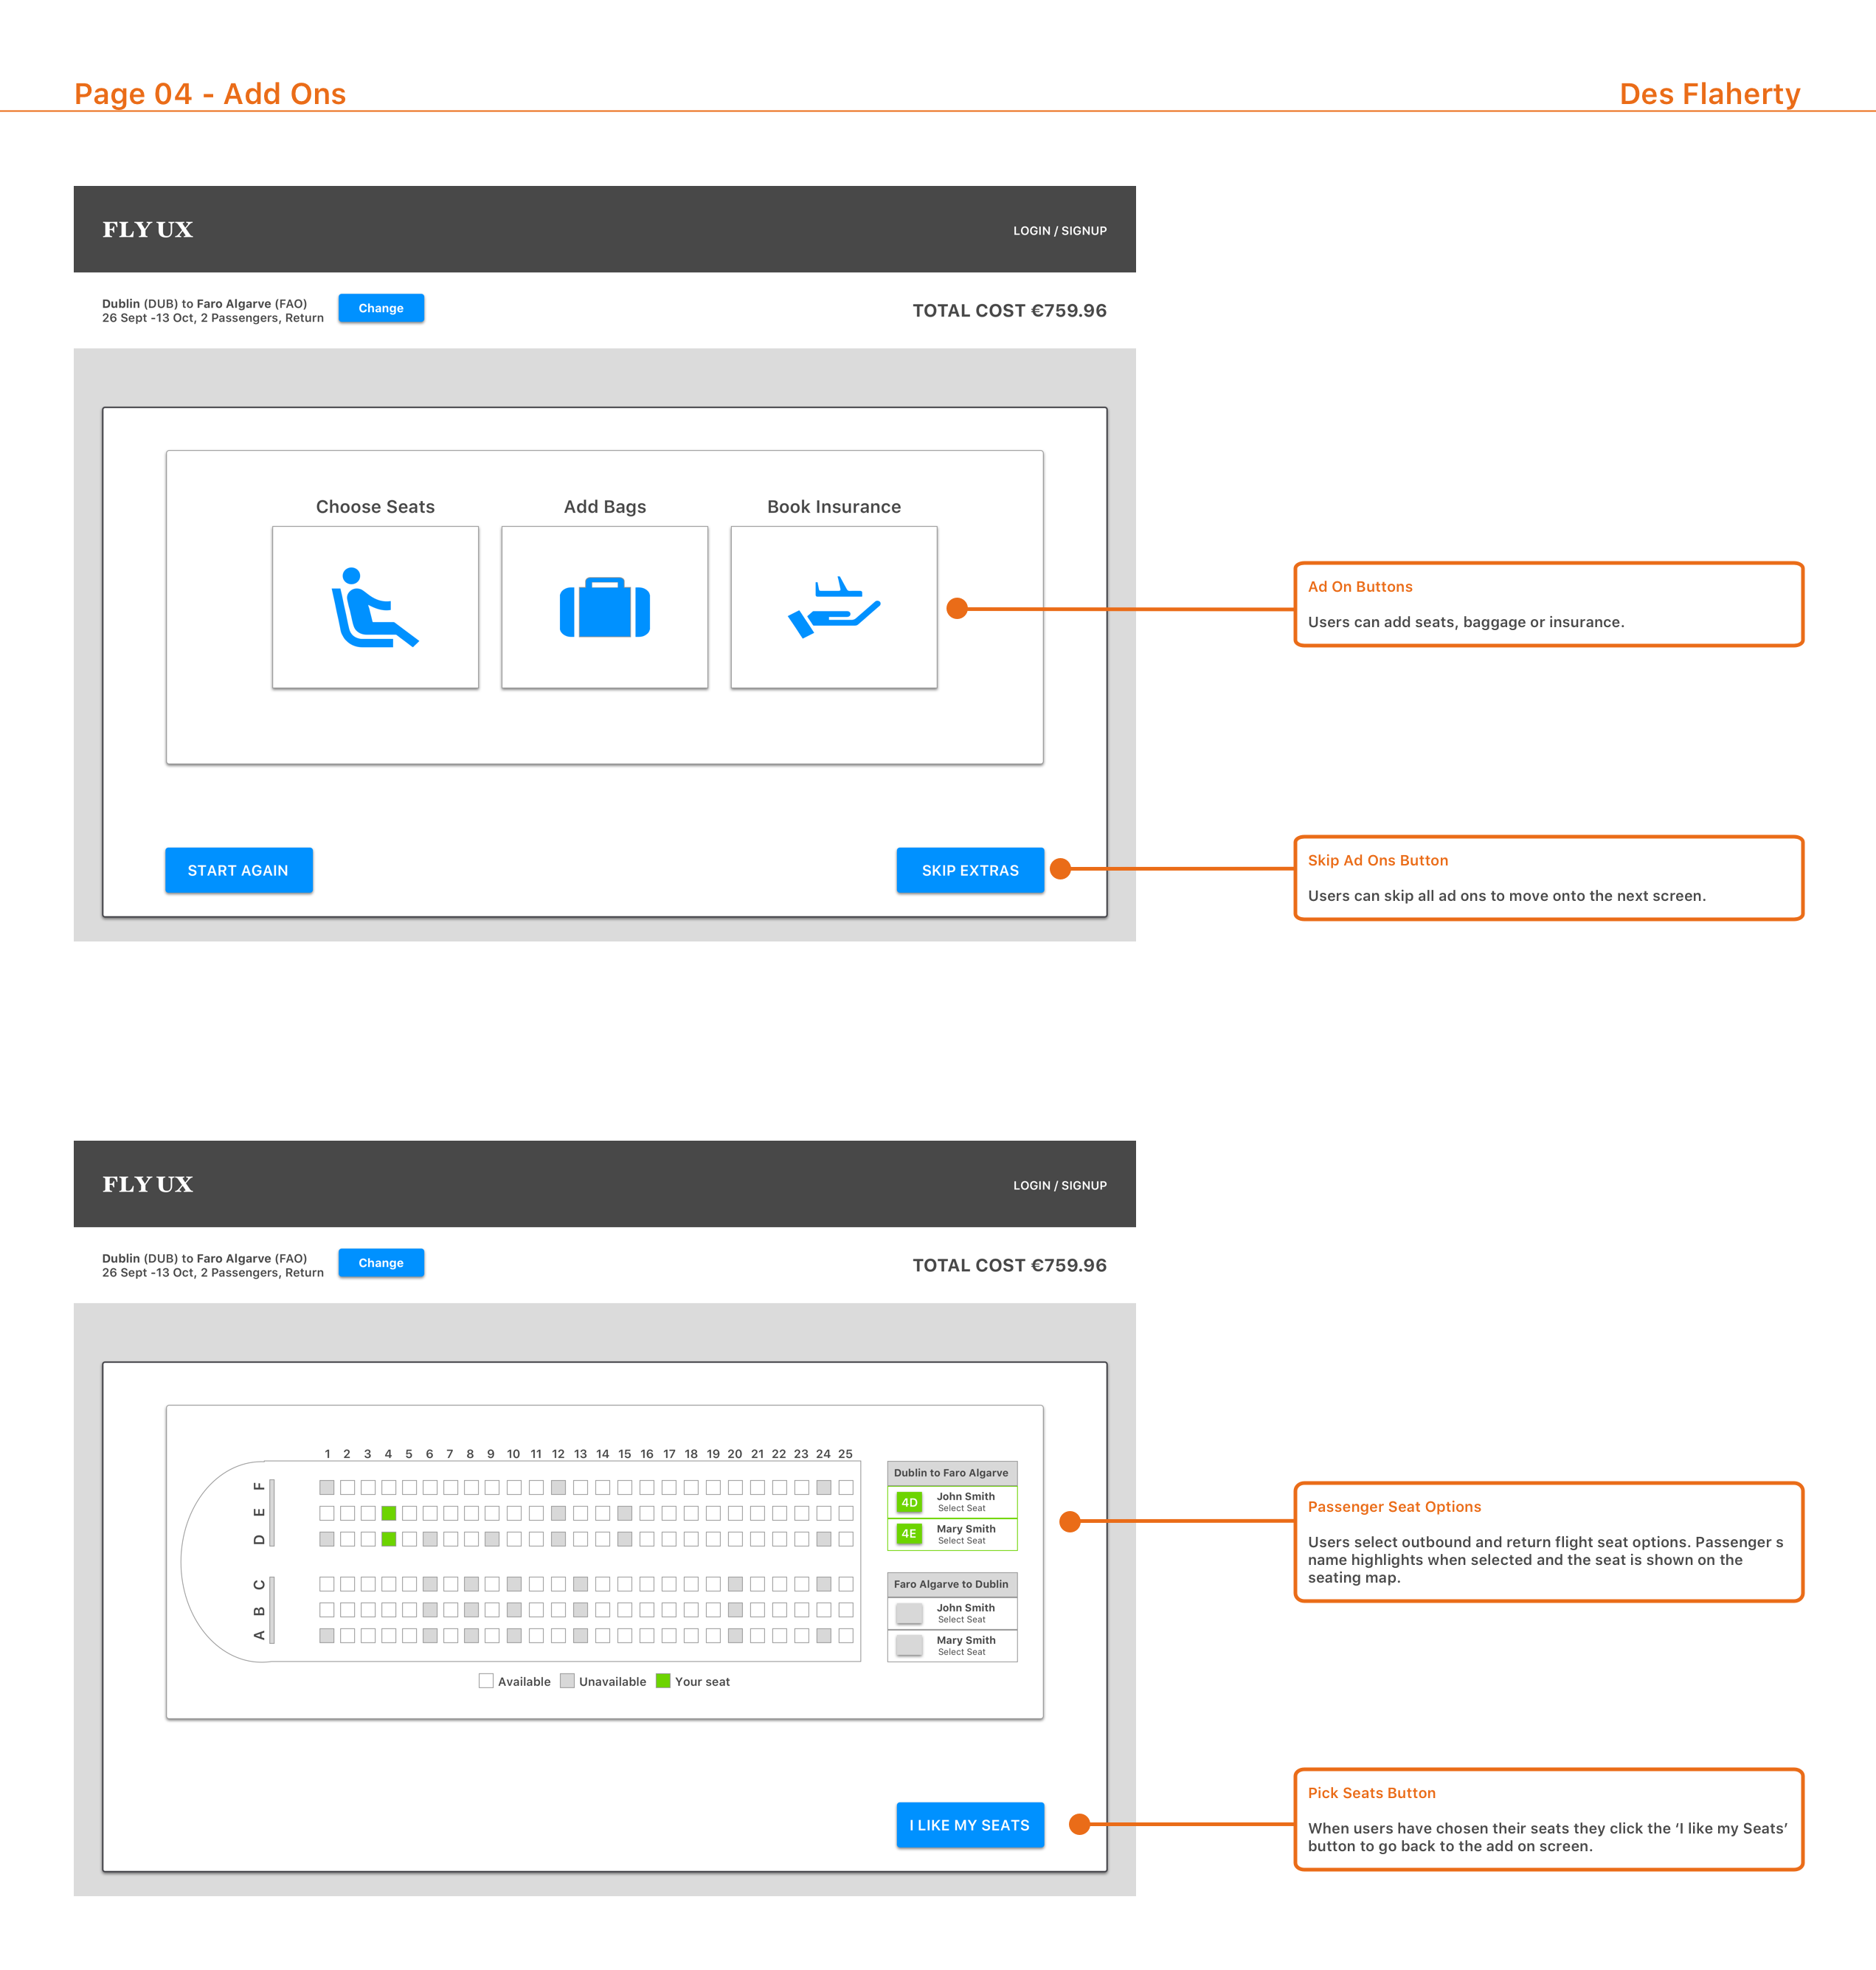 Page 04 - Add Ons
Des Flaherty
FLY UX
LOGIN / SIGNUP
Dublin (DUB) to Faro Algarve (FAO)
26 Sept -13 Oct, 2 Passengers, Return
Change
TOTAL COST €759.96
Choose Seats
Add Bags
Book Insurance
Ad On Buttons
Users can add seats, baggage or insurance.
START AGAIN
SKIP EXTRAS
Skip Ad Ons Button
Users can skip all ad ons to move onto the next screen.
FLY UX
LOGIN / SIGNUP
Dublin (DUB) to Faro Algarve (FAO)
26 Sept -13 Oct, 2 Passengers, Return
Change
TOTAL COST €759.96
1 2 3 4 5 6 7 8 9 10 11 12 13 14 15 16 17 18 19 20 21 22 23 24 25
F
E
D
C
B
A
Available
Unavailable
Your seat
Dublin to Faro Algarve
4D
John Smith
Select Seat
4E
Mary Smith
Select Seat
Faro Algarve to Dublin
John Smith
Select Seat
Mary Smith
Select Seat
Passenger Seat Options
Users select outbound and return flight seat options. Passenger s
name highlights when selected and the seat is shown on the
seating map.
I LIKE MY SEATS
Pick Seats Button
When users have chosen their seats they click the ‘I like my Seats’
button to go back to the add on screen.